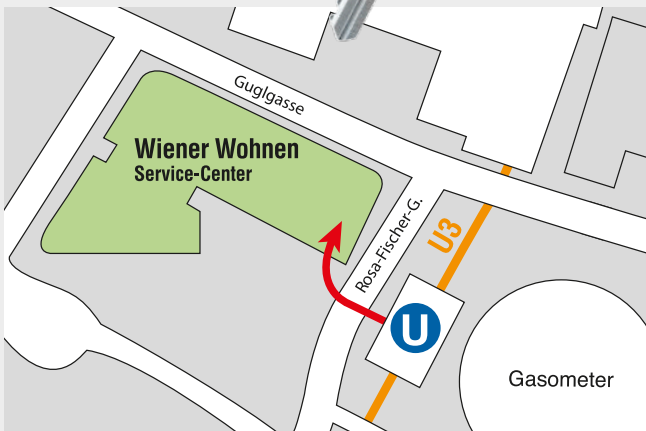 Guglgasse
Wiener Wohnen
Service-Center
Rosa-Fischer-G.
U3
U
Gasometer